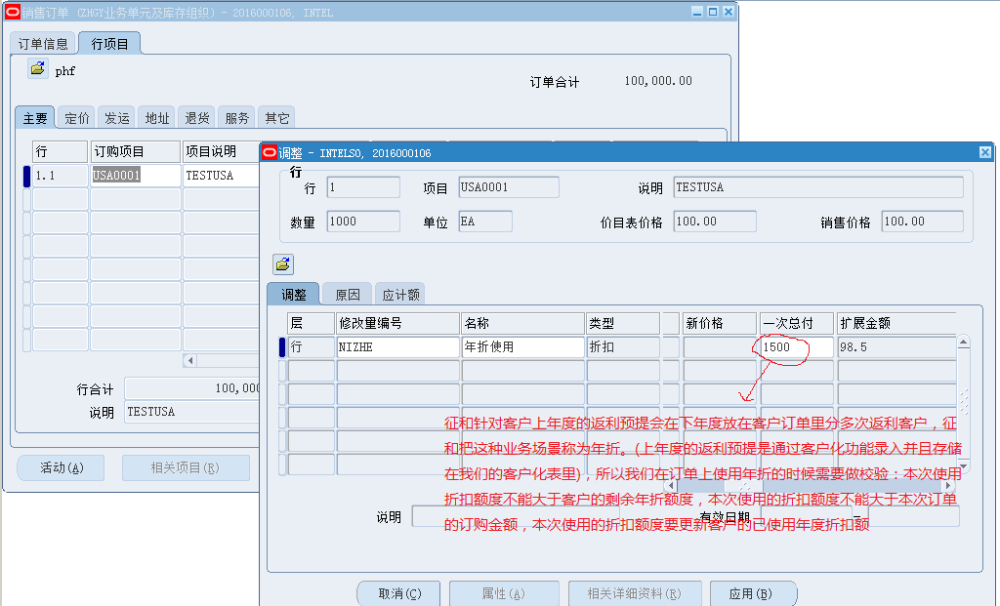 销售订单 (ZHGY业务单元及库存组织) - 2016000106, INTEL
订单信息 行项目
phf
订单合计 100,000.00
主要 定价 发运 地址 退货 服务 其它
行 订购项目 项目说明
1.1 USA0001 TESTUSA
行合计 100,00
说明 TESTUSA
活动(A) 相关项目(R)
调整 - INTELSO, 2016000106
行
行 1 项目 USA0001 说明 TESTUSA
数量 1000 单位 EA 价目表价格 100.00 销售价格 100.00
调整 原因 应计额
层 修改量编号 名称 类型 新价格 一次总付 扩展金额
行 NIZHE 年折使用 折扣 1500 98.5
征和针对客户上年度的返利预提会在下年度放在客户订单里分多次返利客户，征
和把这种业务场景称为年折。(上年度的返利预提是通过客户化功能录入并且存储
在我们的客户化表里)，所以我们在订单上使用年折的时候需要做校验：本次使用
折扣额度不能大于客户的剩余年折额度，本次使用的折扣额度不能大于本次订单
的订购金额，本次使用的折扣额度要更新客户的已使用年度折扣额
说明 有效日期 -
取消(C) 属性(A) 相关详细资料(R) 应用(B)